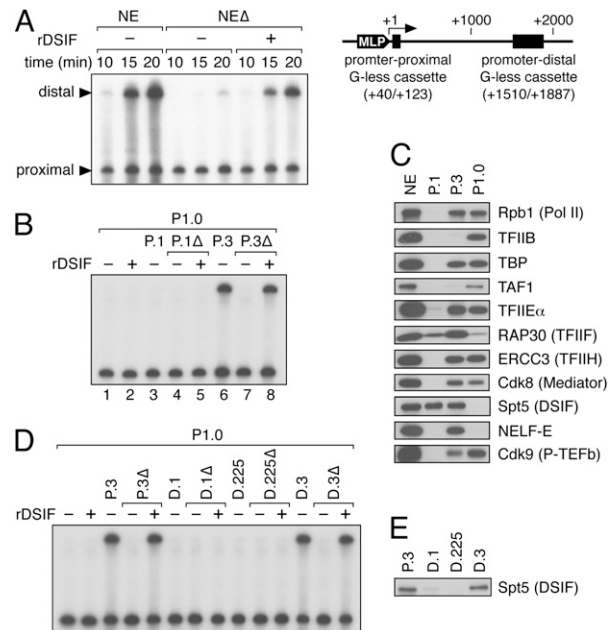 A
NE NEΔ
rDSIF – – +
time (min) 10 15 20 10 15 20 10 15 20
distal
proximal
+1 +1000 +2000
MLP
promter-proximal promoter-distal
G-less cassette G-less cassette
(+40/+123) (+1510/+1887)
B
P1.0
P.1 P.1Δ P.3 P.3Δ
rDSIF – + – – + – – +
1 2 3 4 5 6 7 8
C
NE P.1 P.3 P1.0
Rpb1 (Pol II)
TFIIB
TBP
TAF1
TFIIEα
RAP30 (TFIIF)
ERCC3 (TFIIH)
Cdk8 (Mediator)
Spt5 (DSIF)
NELF-E
Cdk9 (P-TEFb)
D
P1.0
P.3 P.3Δ D.1 D.1Δ D.225 D.225Δ D.3 D.3Δ
rDSIF – + – – + – – + – – + – – +
E
P.3 D.1 D.225 D.3
Spt5 (DSIF)